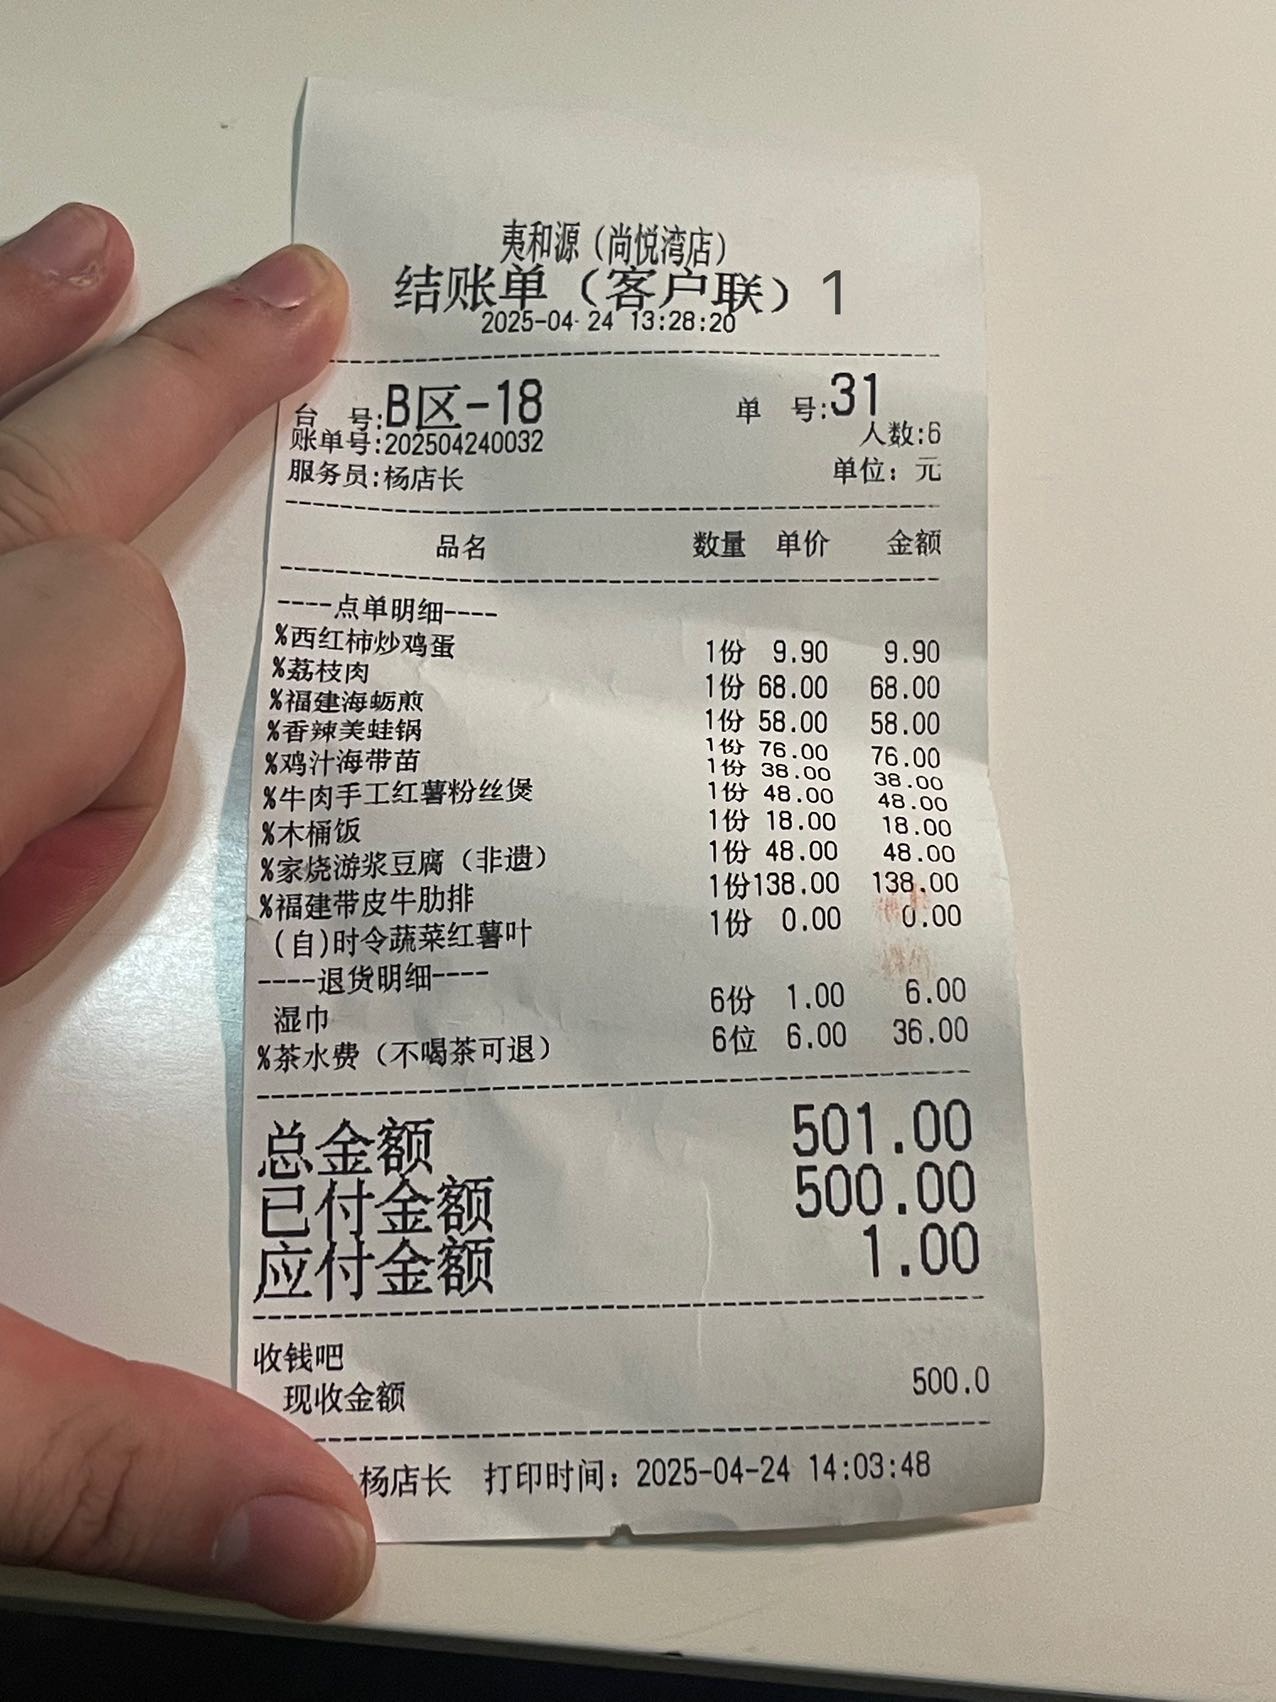 夷和源（尚悦湾店）
结账单（客户联）1
2025-04-24 13:28:20
台 号:B区-18 单 号:31
账单号:202504240032 人数:6
服务员:杨店长 单位：元
品名 数量 单价 金额
----点单明细----
%西红柿炒鸡蛋 1份 9.90 9.90
%荔枝肉 1份 68.00 68.00
%福建海蛎煎 1份 58.00 58.00
%香辣美蛙锅 1份 76.00 76.00
%鸡汁海带苗 1份 38.00 38.00
%牛肉手工红薯粉丝煲 1份 48.00 48.00
%木桶饭 1份 18.00 18.00
%家烧游浆豆腐（非遗） 1份 48.00 48.00
%福建带皮牛肋排 1份138.00 138.00
(自)时令蔬菜红薯叶 1份 0.00 0.00
----退货明细----
湿巾 6份 1.00 6.00
%茶水费（不喝茶可退） 6位 6.00 36.00
总金额 501.00
已付金额 500.00
应付金额 1.00
收钱吧
现收金额 500.0
杨店长 打印时间：2025-04-24 14:03:48